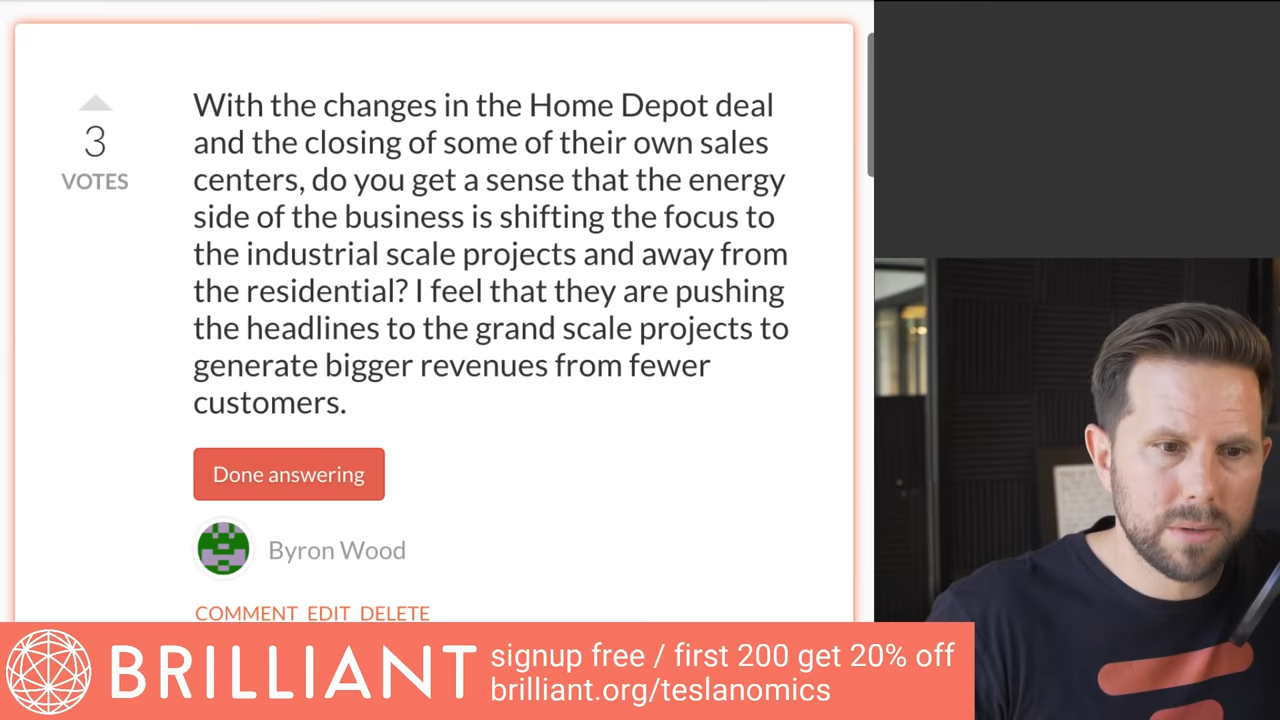 3
VOTES
With the changes in the Home Depot deal
and the closing of some of their own sales
centers, do you get a sense that the energy
side of the business is shifting the focus to
the industrial scale projects and away from
the residential? I feel that they are pushing
the headlines to the grand scale projects to
generate bigger revenues from fewer
customers.
Done answering
Byron Wood
COMMENT EDIT DELETE
BRILLIANT
signup free / first 200 get 20% off
brilliant.org/teslanomics